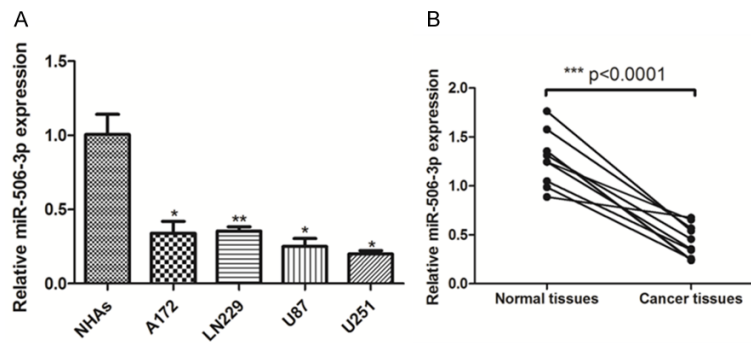 A
Relative miR-506-3p expression
1.5
1.0
0.5
0.0
*
**
*
*
NHAs
A172
LN229
U87
U251
B
Relative miR-506-3p expression
*** p<0.0001
2.0
1.5
1.0
0.5
0.0
Normal tissues
Cancer tissues